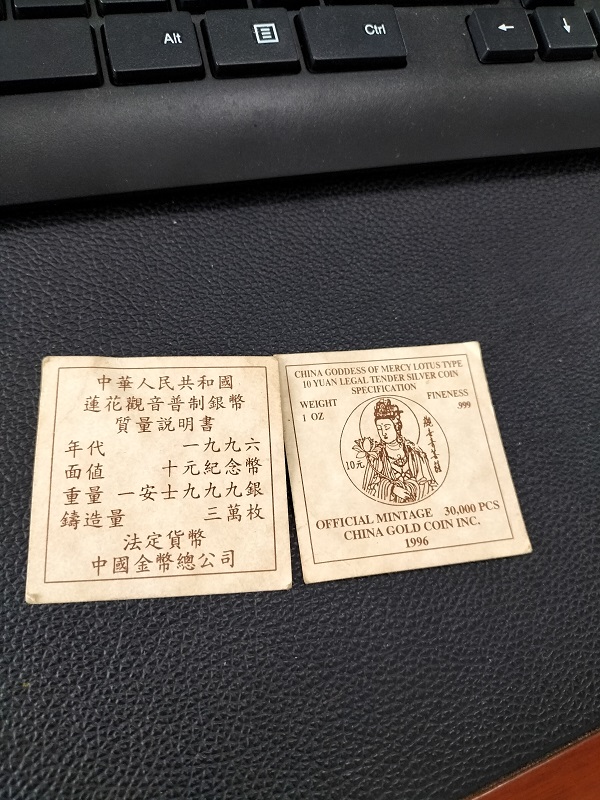 Alt
Ctrl
中華人民共和國
蓮花觀音普制銀幣
質量説明書
年代 一九九六
面值 十元紀念幣
重量 一安士九九九銀
鑄造量 三萬枚
法定貨幣
中國金幣總公司
CHINA GODDESS OF MERCY LOTUS TYPE
10 YUAN LEGAL TENDER SILVER COIN
SPECIFICATION
WEIGHT FINENESS
1 OZ .999
10元
OFFICIAL MINTAGE 30,000 PCS
CHINA GOLD COIN INC.
1996